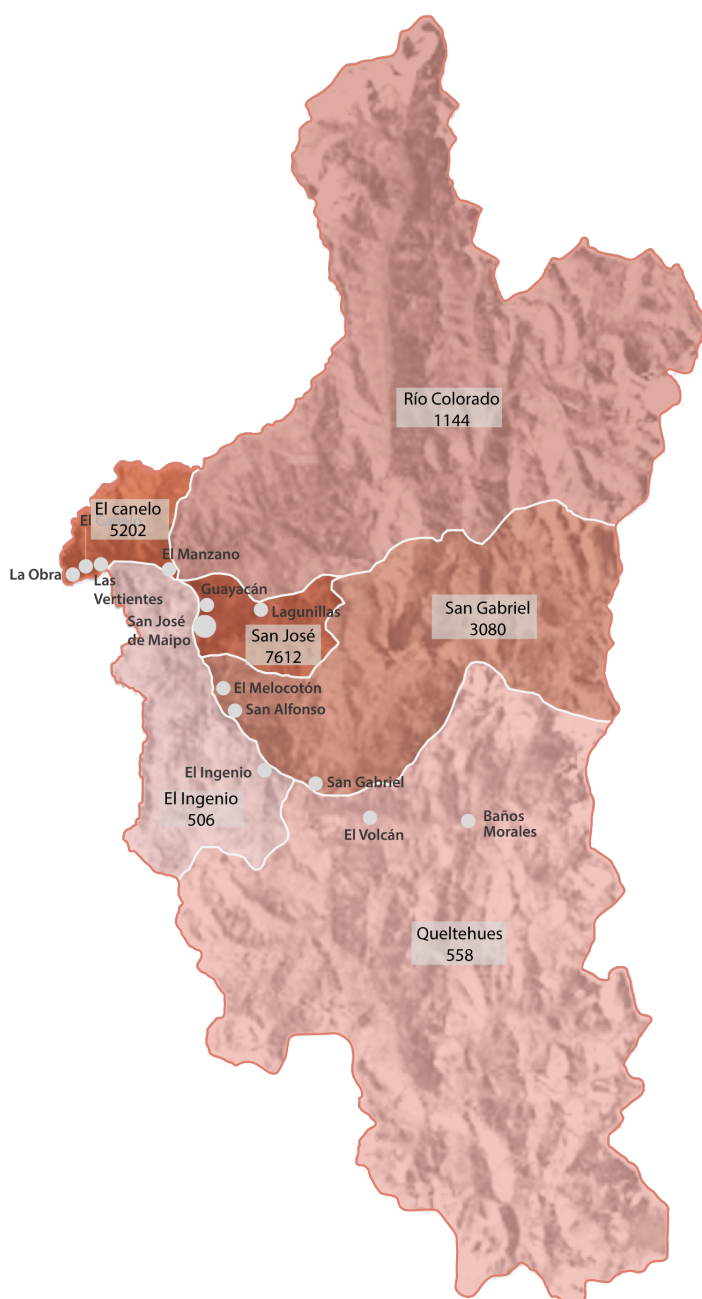 Río Colorado
1144
El canelo
5202
El
El Manzano
La Obra
Las
Vertientes
Guayacán
Lagunillas
San José
de Maipo
San José
7612
San Gabriel
3080
El Melocotón
San Alfonso
El Ingenio
San Gabriel
El Ingenio
506
El Volcán
Baños
Morales
Queltehues
558